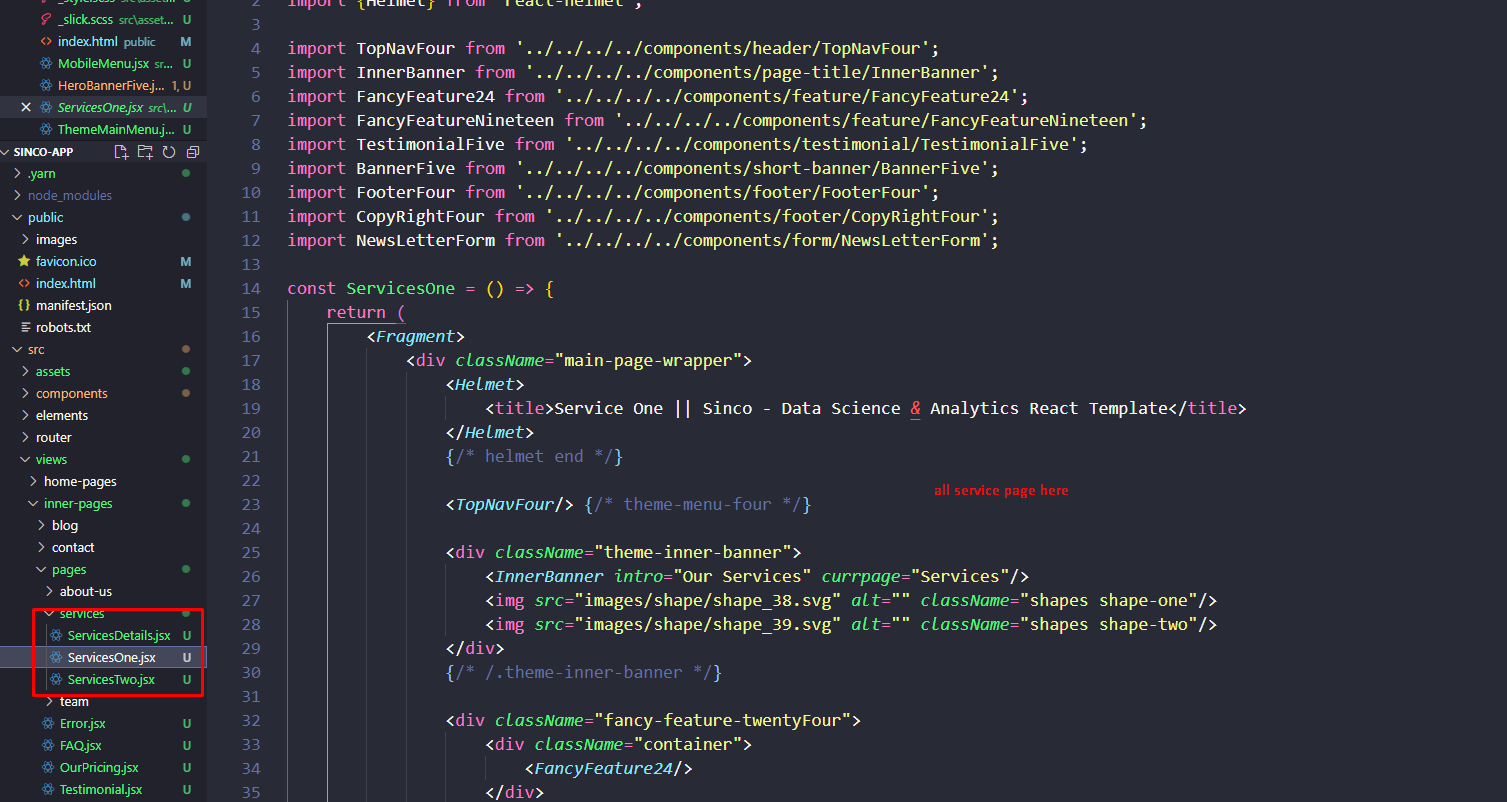 _style.scss src\asset... U
_slick.scss src\asset... U
index.html public M
MobileMenu.jsx sr... U
HeroBannerFive.j... 1, U
ServicesOne.jsx src\... U
ThemeMainMenu.j... U
SINCO-APP
.yarn
node_modules
public
images
favicon.ico M
index.html M
manifest.json
robots.txt
src
assets
components
elements
router
views
home-pages
inner-pages
blog
contact
pages
about-us
services
ServicesDetails.jsx U
ServicesOne.jsx U
ServicesTwo.jsx U
team
Error.jsx U
FAQ.jsx U
OurPricing.jsx U
Testimonial.jsx U
2 import {Helmet} from 'react-helmet';
3
4 import TopNavFour from '../../../../components/header/TopNavFour';
5 import InnerBanner from '../../../../components/page-title/InnerBanner';
6 import FancyFeature24 from '../../../../components/feature/FancyFeature24';
7 import FancyFeatureNineteen from '../../../../components/feature/FancyFeatureNineteen';
8 import TestimonialFive from '../../../../components/testimonial/TestimonialFive';
9 import BannerFive from '../../../../components/short-banner/BannerFive';
10 import FooterFour from '../../../../components/footer/FooterFour';
11 import CopyRightFour from '../../../../components/footer/CopyRightFour';
12 import NewsLetterForm from '../../../../components/form/NewsLetterForm';
13
14 const ServicesOne = () => {
15 return (
16 <Fragment>
17 <div className="main-page-wrapper">
18 <Helmet>
19 <title>Service One || Sinco - Data Science & Analytics React Template</title>
20 </Helmet>
21 {/* helmet end */}
22
all service page here
23 <TopNavFour/> {/* theme-menu-four */}
24
25 <div className="theme-inner-banner">
26 <InnerBanner intro="Our Services" currpage="Services"/>
27 <img src="images/shape/shape_38.svg" alt="" className="shapes shape-one"/>
28 <img src="images/shape/shape_39.svg" alt="" className="shapes shape-two"/>
29 </div>
30 {/* /.theme-inner-banner */}
31
32 <div className="fancy-feature-twentyFour">
33 <div className="container">
34 <FancyFeature24/>
35 </div>